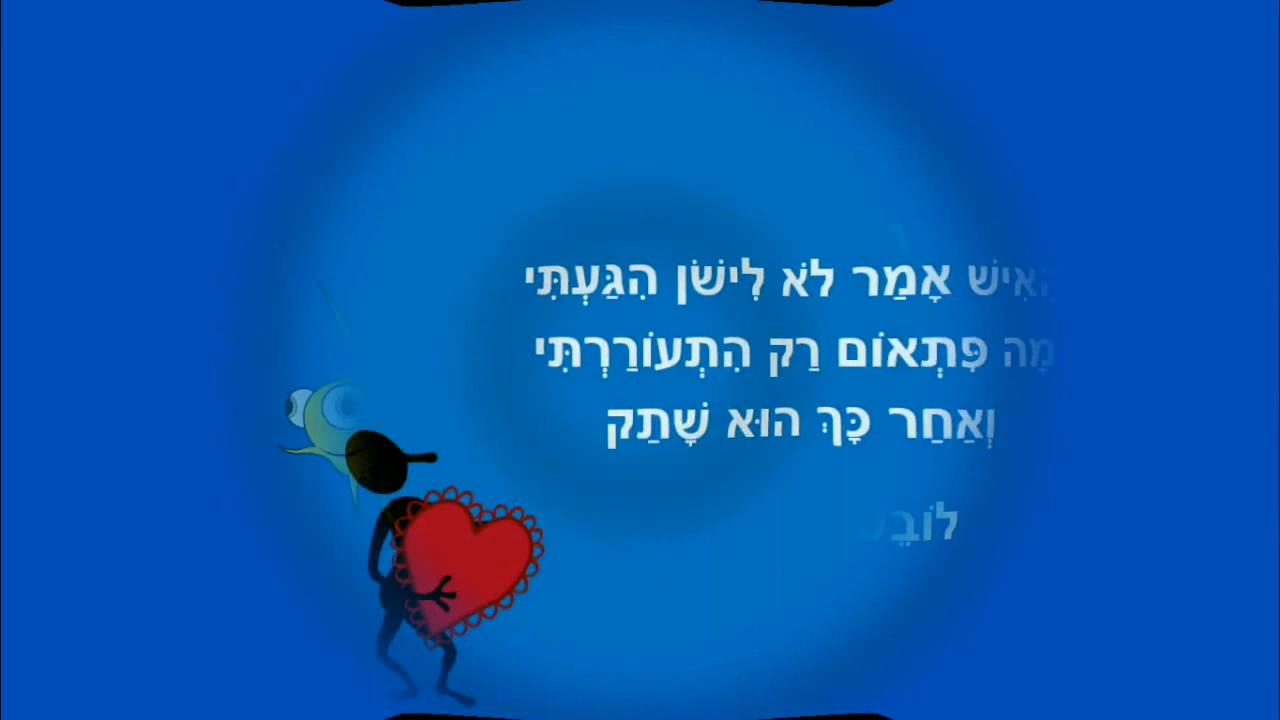 הָאִישׁ אָמַר לֹא לִישֹׁן הִגַּעְתִּי
מָה פִּתְאוֹם רַק הִתְעוֹרַרְתִּי
וְאַחַר כָּךְ הוּא שָׁתַק